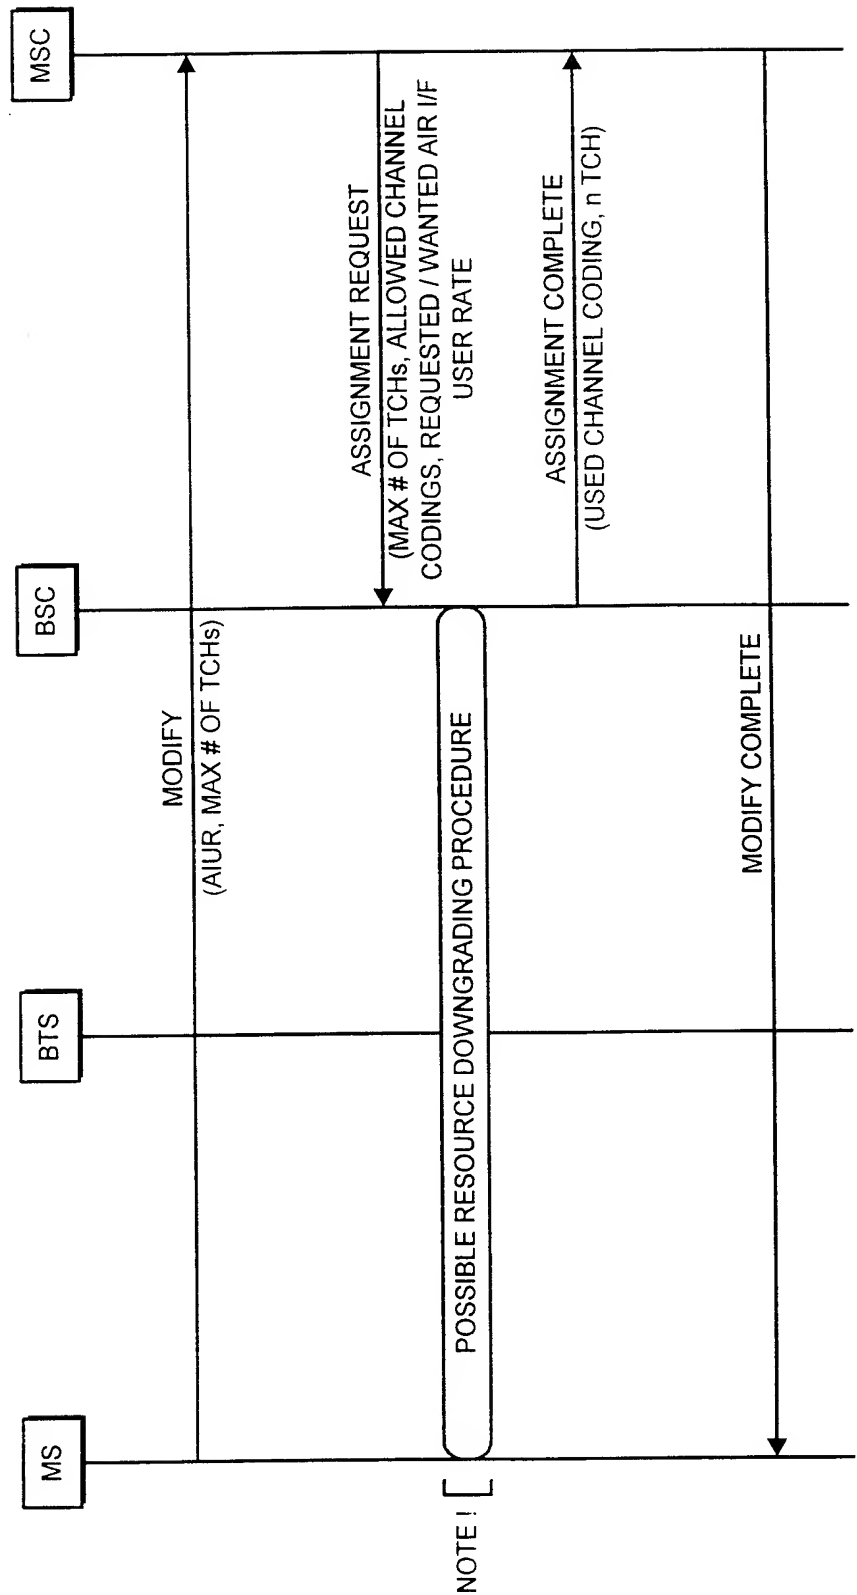 MS
BTS
BSC
MSC
MODIFY
(AIUR, MAX # OF TCHs)
ASSIGNMENT REQUEST
(MAX # OF TCHs, ALLOWED CHANNEL
CODINGS, REQUESTED / WANTED AIR I/F
USER RATE
NOTE !
POSSIBLE RESOURCE DOWNGRADING PROCEDURE
ASSIGNMENT COMPLETE
(USED CHANNEL CODING, n TCH)
MODIFY COMPLETE